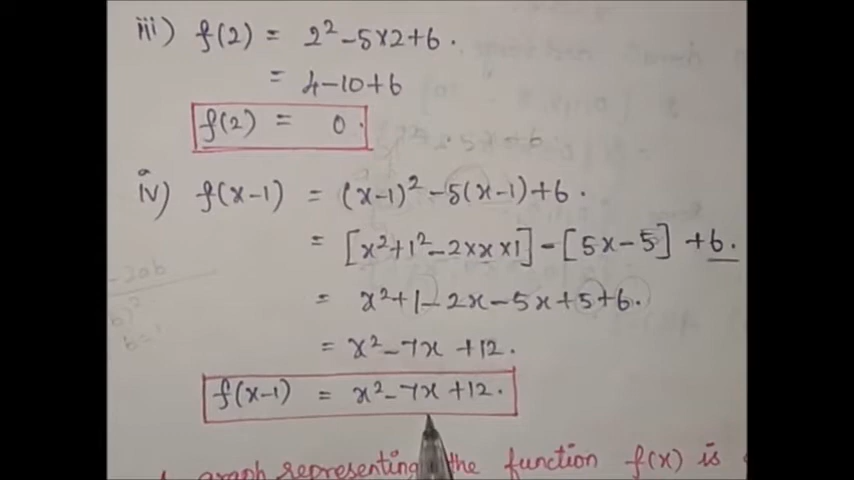 iii) f(2) = 2² - 5x2+6.
= 4-10+6
f(2) = 0.
iv) f(x-1) = (x-1)² - 5(x-1)+6.
= [x²+1²-2×x×1] - [5x-5] +6.
= x²+1-2x-5x+5+6.
= x²-7x +12.
f(x-1) = x²-7x+12.
graph representing the function f(x) is